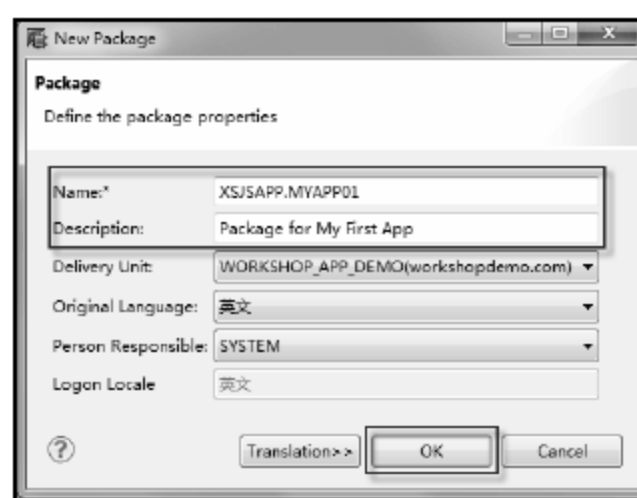 New Package
Package
Define the package properties
Name:* XSJSAPP.MYAPP01
Description: Package for My First App
Delivery Unit: WORKSHOP_APP_DEMO(workshopdemo.com)
Original Language: 英文
Person Responsible: SYSTEM
Logon Locale 英文
Translation>> OK Cancel